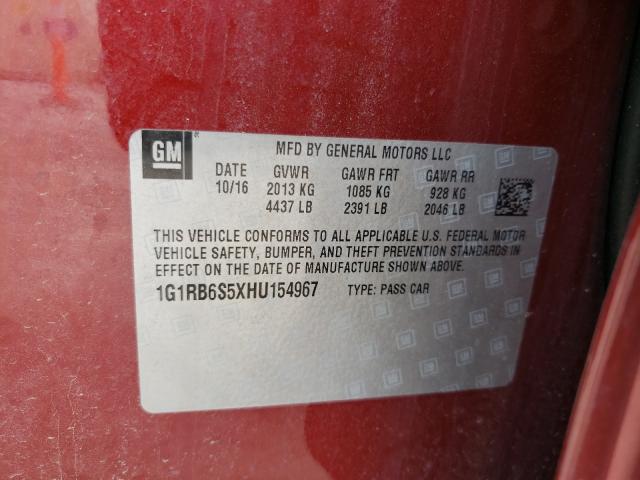 GM
MFD BY GENERAL MOTORS LLC
DATE GVWR GAWR FRT GAWR RR
10/16 2013 KG 1085 KG 928 KG
4437 LB 2391 LB 2046 LB
THIS VEHICLE CONFORMS TO ALL APPLICABLE U.S. FEDERAL MOTOR
VEHICLE SAFETY, BUMPER, AND THEFT PREVENTION STANDARDS IN
EFFECT ON THE DATE OF MANUFACTURE SHOWN ABOVE.
1G1RB6S5XHU154967 TYPE: PASS CAR